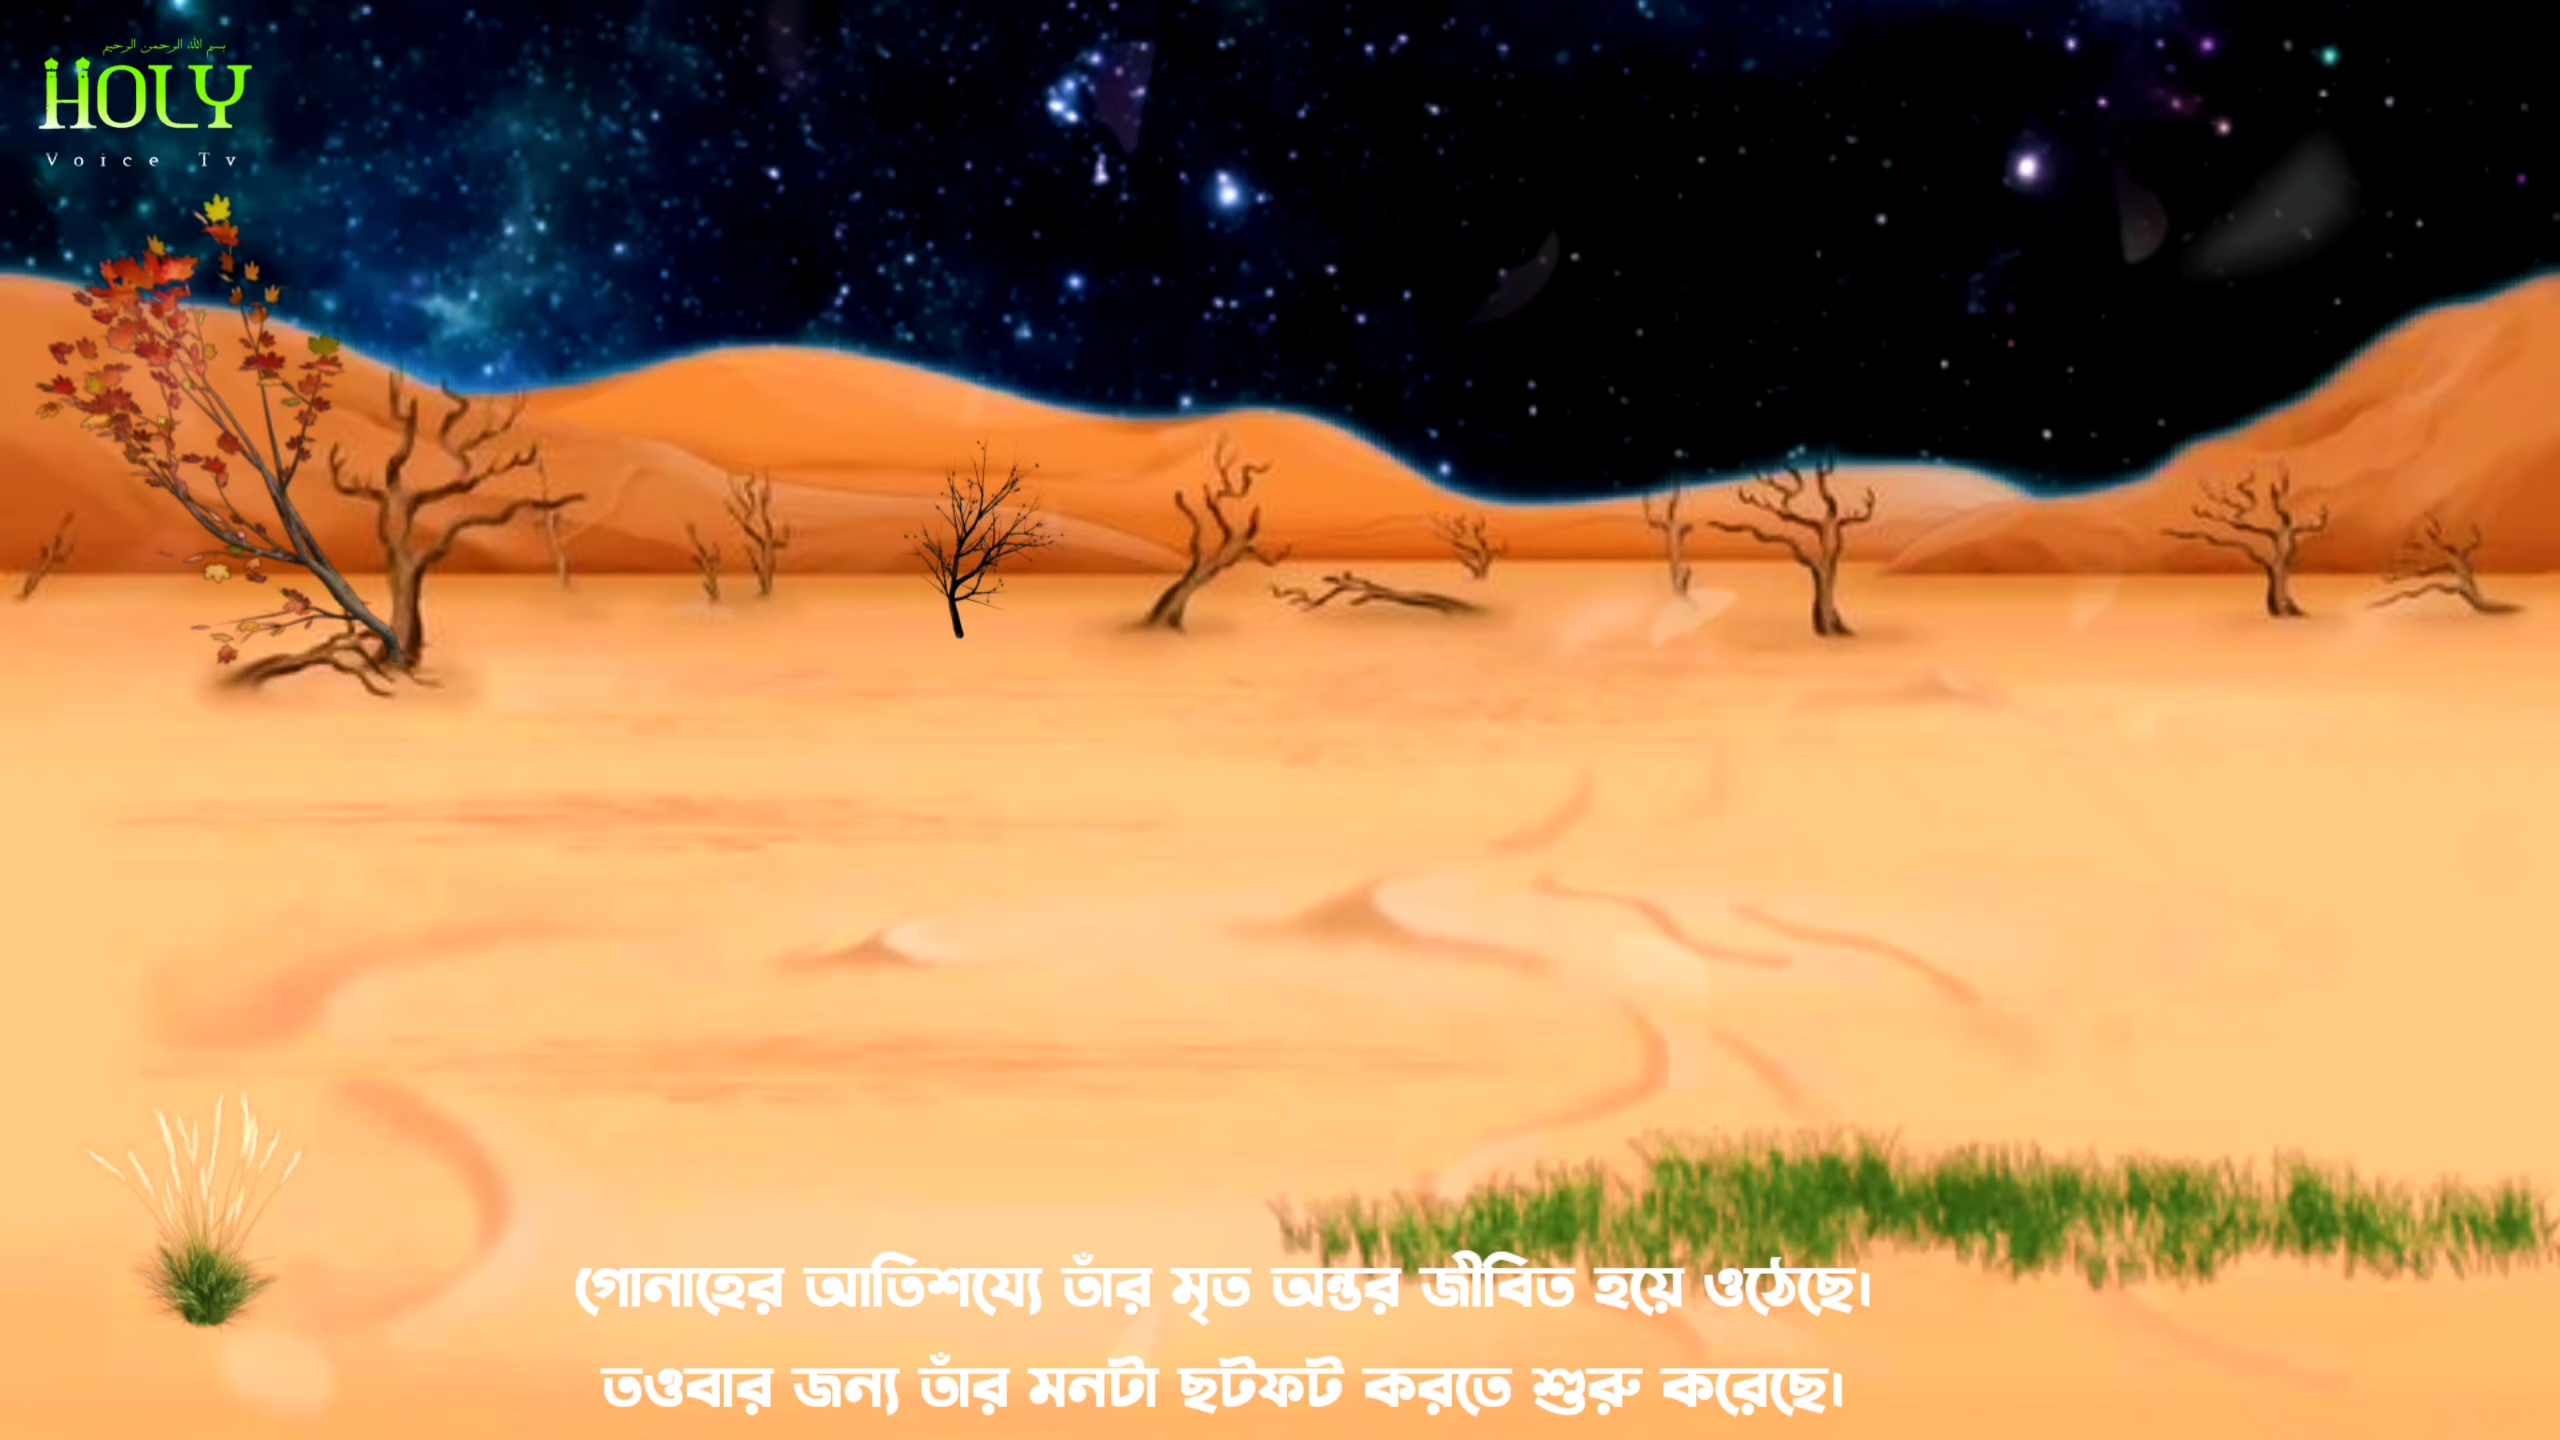 بسم الله الرحمن الرحيم
HOLY
Voice Tv
গোনাহের আতিশয্যে তাঁর মৃত অন্তর জীবিত হয়ে ওঠেছে।
তওবার জন্য তাঁর মনটা ছটফট করতে শুরু করেছে।